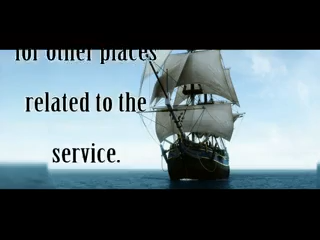 for other places
related to the
service.